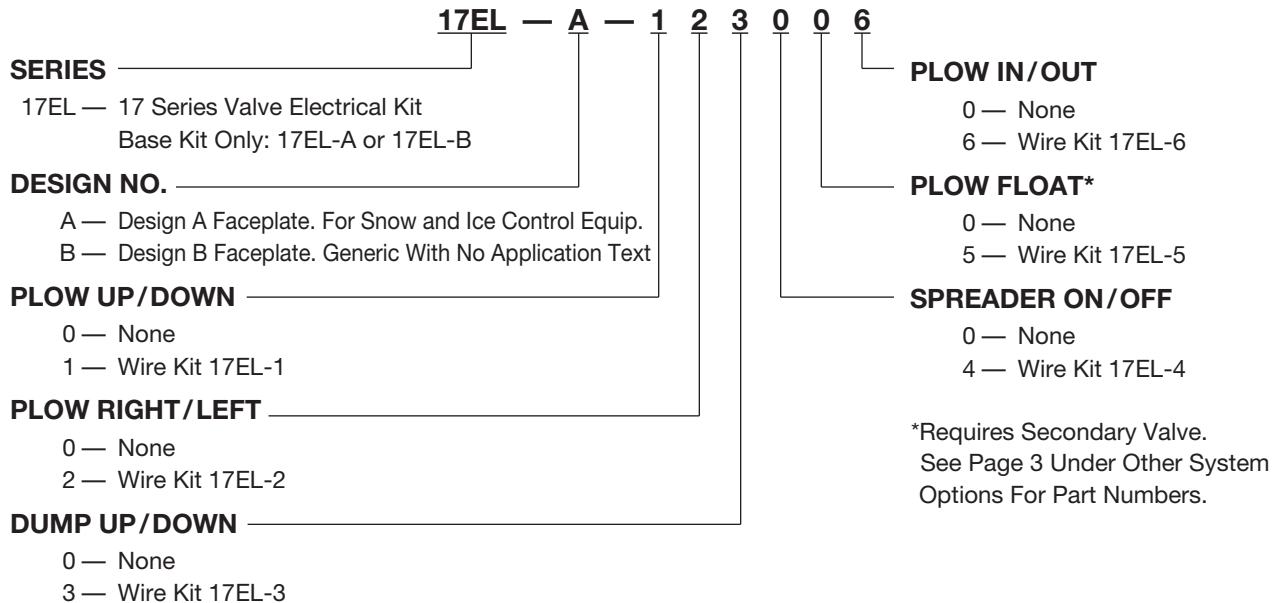 17EL — A — 1 2 3 0 0 6
SERIES
17EL — 17 Series Valve Electrical Kit
Base Kit Only: 17EL-A or 17EL-B
DESIGN NO.
A — Design A Faceplate. For Snow and Ice Control Equip.
B — Design B Faceplate. Generic With No Application Text
PLOW UP/DOWN
0 — None
1 — Wire Kit 17EL-1
PLOW RIGHT/LEFT
0 — None
2 — Wire Kit 17EL-2
DUMP UP/DOWN
0 — None
3 — Wire Kit 17EL-3
PLOW IN/OUT
0 — None
6 — Wire Kit 17EL-6
PLOW FLOAT*
0 — None
5 — Wire Kit 17EL-5
SPREADER ON/OFF
0 — None
4 — Wire Kit 17EL-4
*Requires Secondary Valve.
See Page 3 Under Other System
Options For Part Numbers.